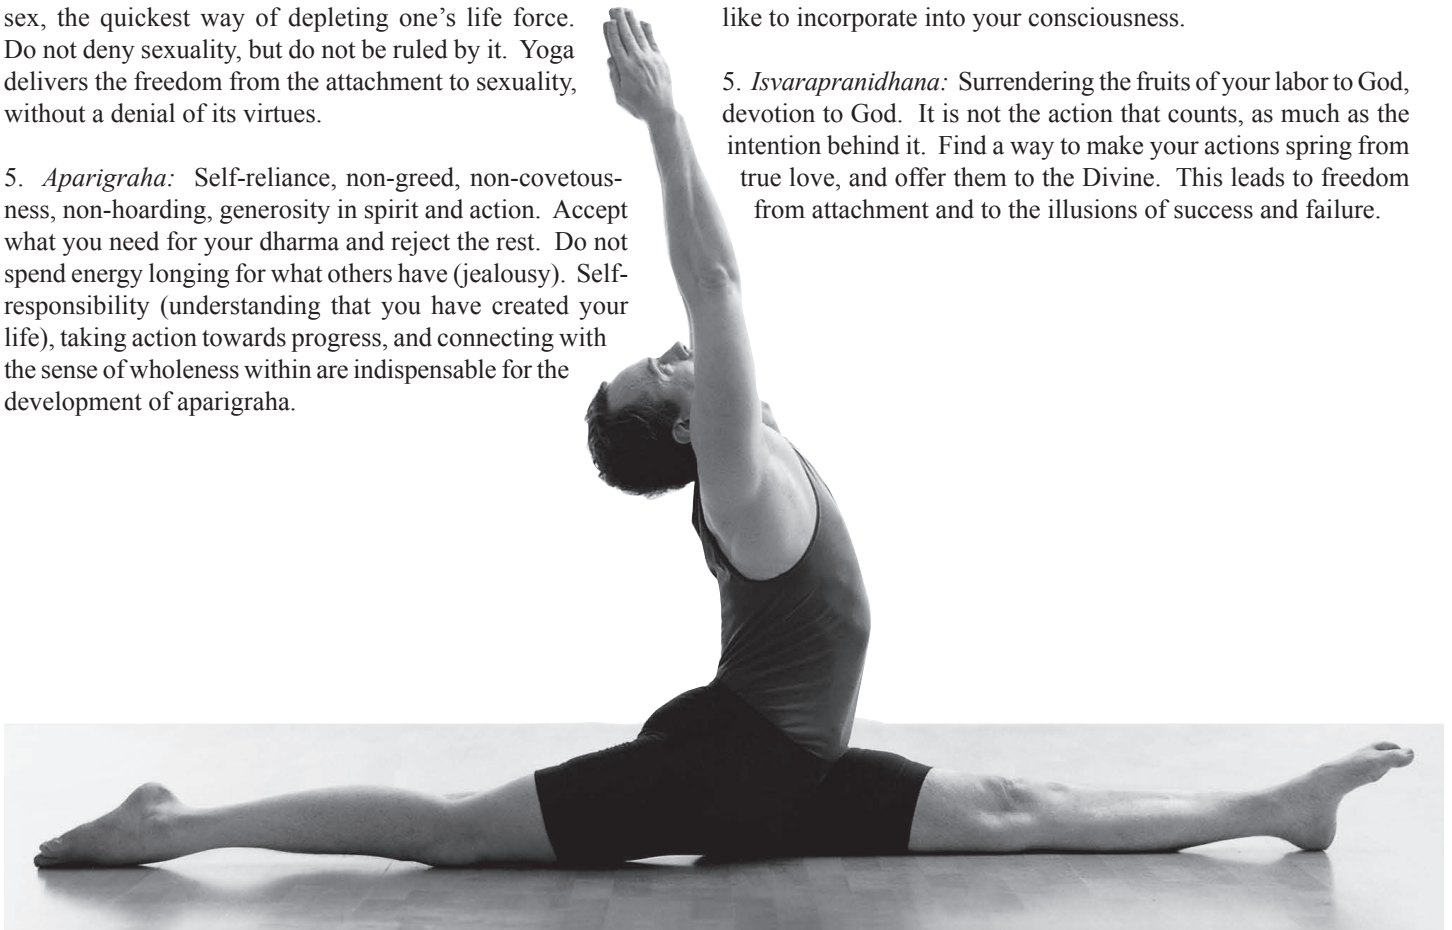 sex, the quickest way of depleting one’s life force.
Do not deny sexuality, but do not be ruled by it.  Yoga
delivers the freedom from the attachment to sexuality,
without a denial of its virtues.
5.  Aparigraha:  Self-reliance, non-greed, non-covetous-
ness, non-hoarding, generosity in spirit and action.  Accept
what you need for your dharma and reject the rest.  Do not
spend energy longing for what others have (jealousy).  Self-
responsibility (understanding that you have created your
life), taking action towards progress, and connecting with
the sense of wholeness within are indispensable for the
development of aparigraha.
like to incorporate into your consciousness.
5.  Isvarapranidhana:  Surrendering the fruits of your labor to God,
devotion to God.  It is not the action that counts, as much as the
intention behind it.  Find a way to make your actions spring from
true love, and offer them to the Divine.  This leads to freedom
from attachment and to the illusions of success and failure.